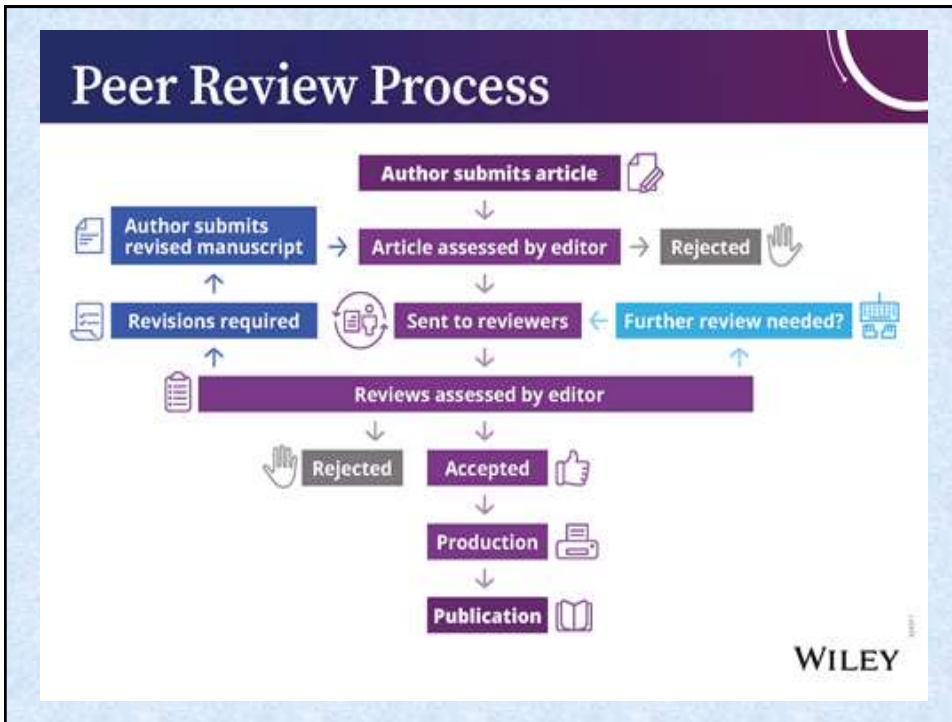 Peer Review Process
Author submits article
Author submits
revised manuscript
Article assessed by editor
Rejected
Revisions required
Sent to reviewers
Further review needed?
Reviews assessed by editor
Rejected
Accepted
Production
Publication
WILEY